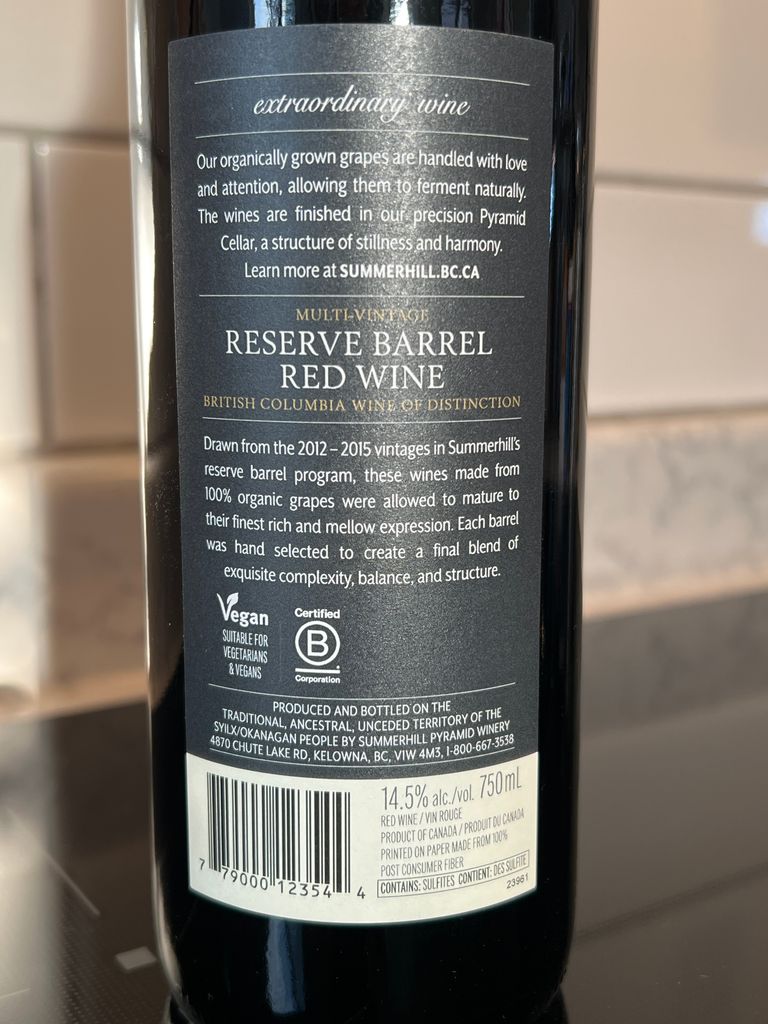 extraordinary wine
Our organically grown grapes are handled with love
and attention, allowing them to ferment naturally.
The wines are finished in our precision Pyramid
Cellar, a structure of stillness and harmony.
Learn more at SUMMERHILL.BC.CA
MULTI-VINTAGE
RESERVE BARREL
RED WINE
BRITISH COLUMBIA WINE OF DISTINCTION
Drawn from the 2012 – 2015 vintages in Summerhill's
reserve barrel program, these wines made from
100% organic grapes were allowed to mature to
their finest rich and mellow expression. Each barrel
was hand selected to create a final blend of
exquisite complexity, balance, and structure.
Vegan
SUITABLE FOR
VEGETARIANS
& VEGANS
Certified
B
Corporation
PRODUCED AND BOTTLED ON THE
TRADITIONAL, ANCESTRAL, UNCEDED TERRITORY OF THE
SYILX/OKANAGAN PEOPLE BY SUMMERHILL PYRAMID WINERY
4870 CHUTE LAKE RD, KELOWNA, BC, V1W 4M3, 1-800-667-3538
14.5% alc./vol. 750mL
RED WINE / VIN ROUGE
PRODUCT OF CANADA / PRODUIT DU CANADA
PRINTED ON PAPER MADE FROM 100%
POST CONSUMER FIBER
CONTAINS: SULFITES CONTIENT: DES SULFITE
23961
7 79000 12354 4